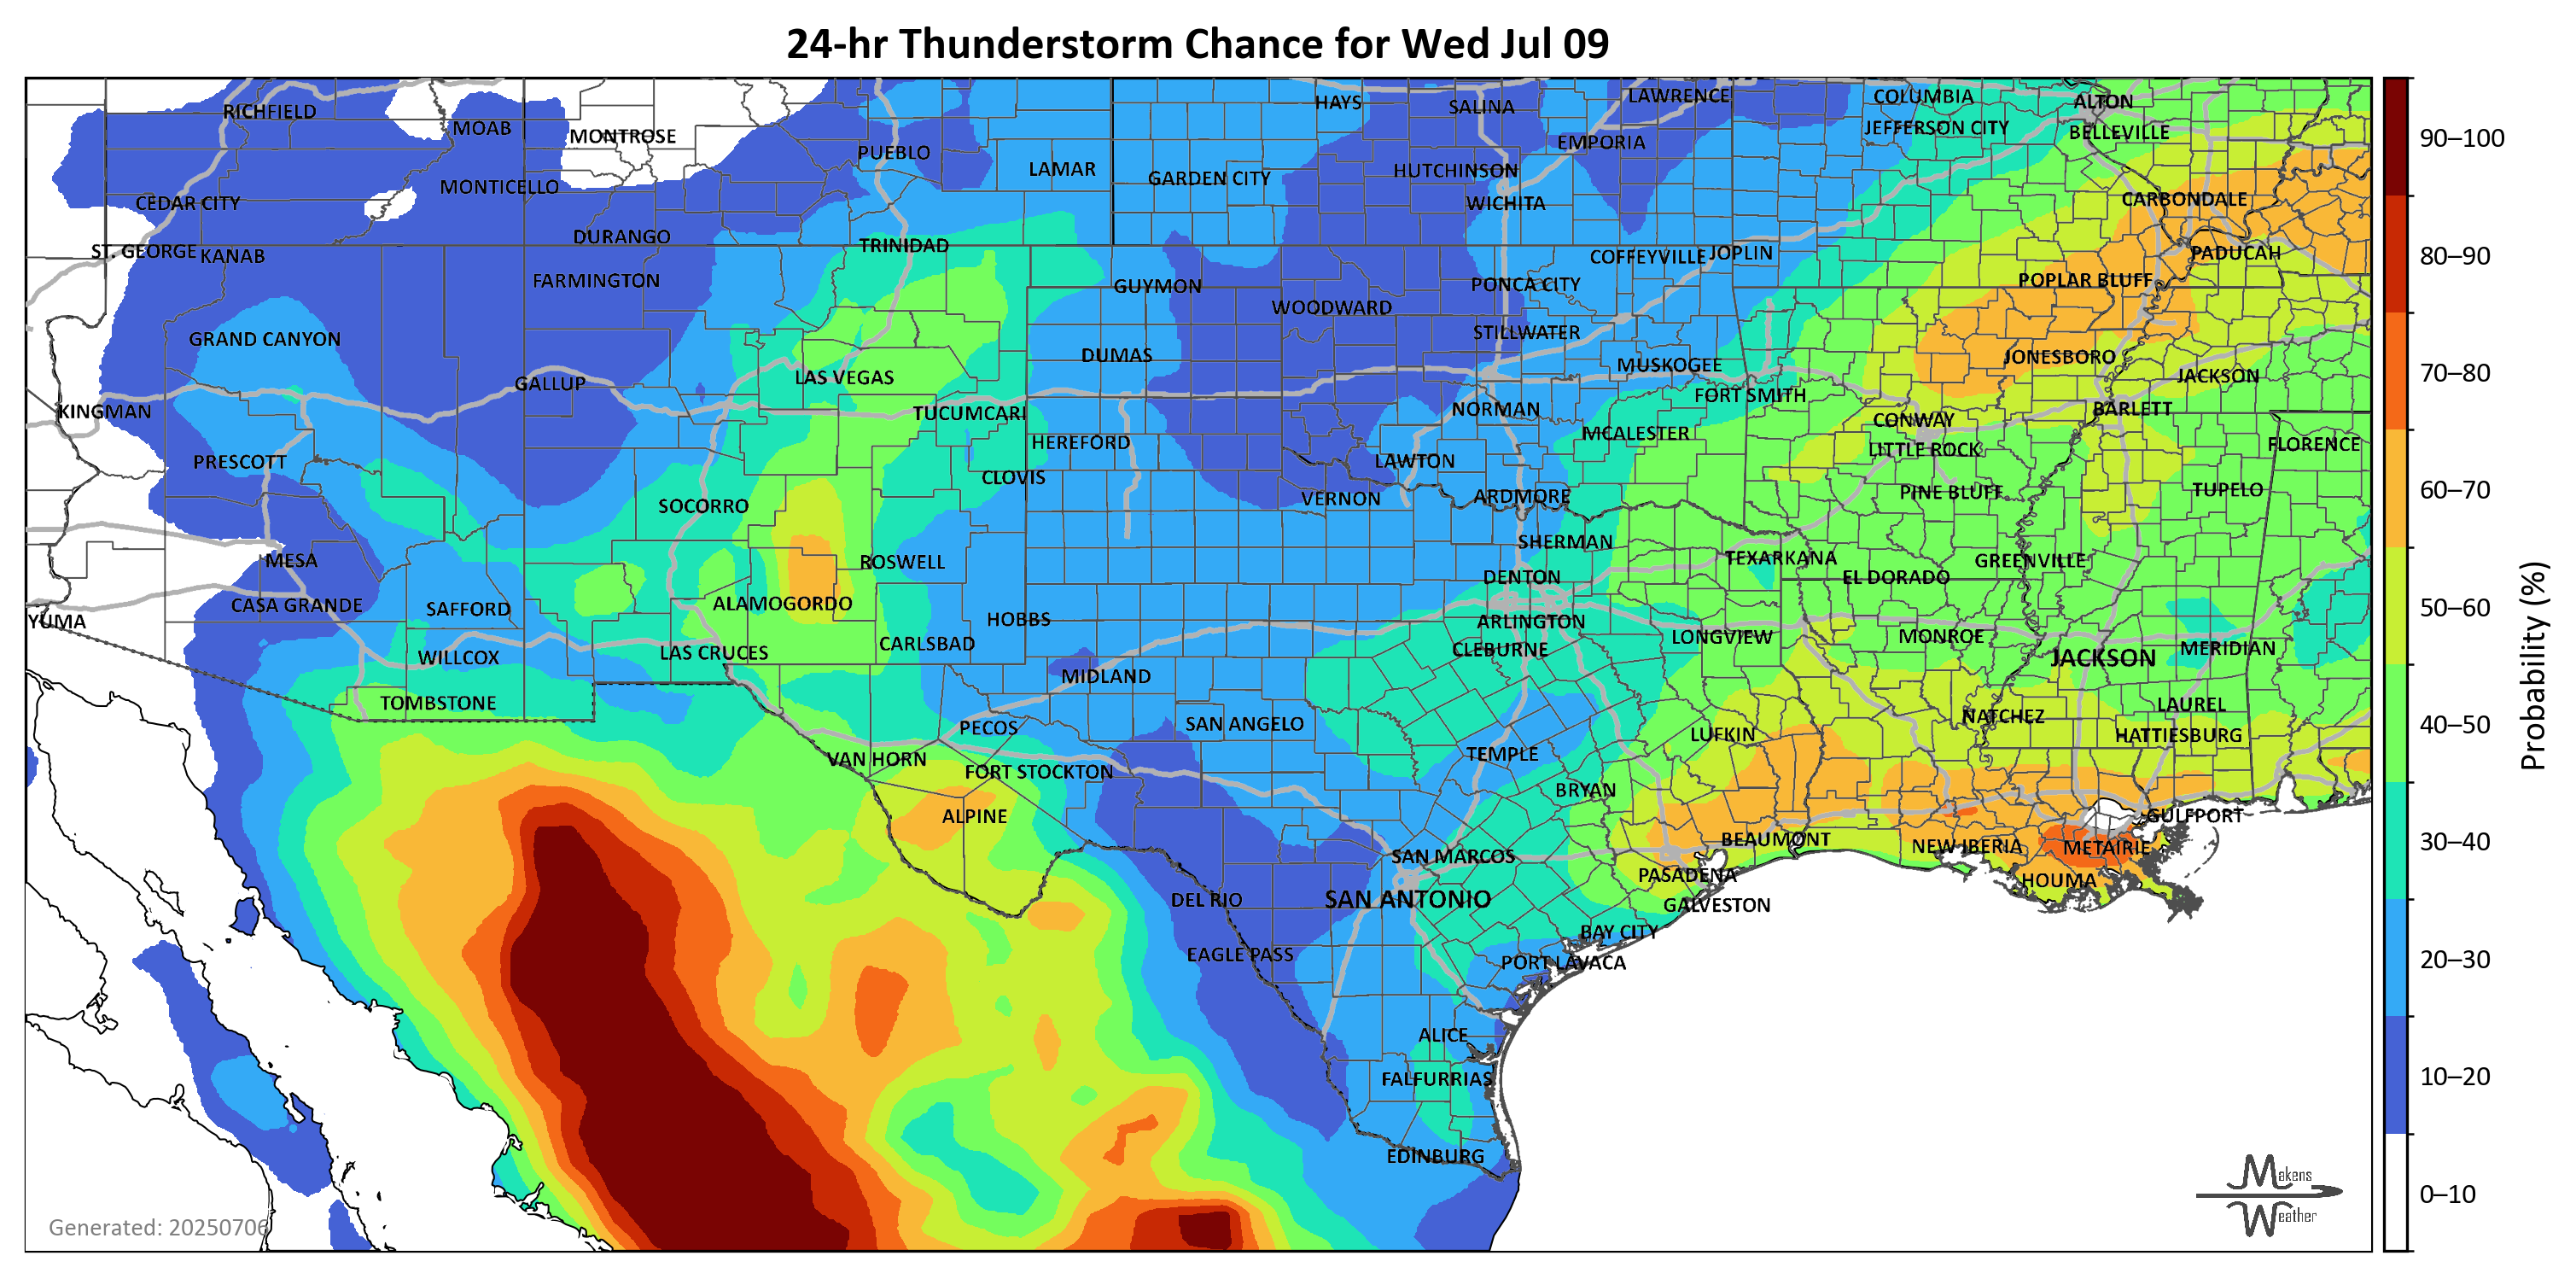 24-hr Thunderstorm Chance for Wed Jul 09
RICHFIELD
MOAB
MONTROSE
PUEBLO
LAMAR
HAYS
SALINA
LAWRENCE
COLUMBIA
ALTON
JEFFERSON CITY
BELLEVILLE
EMPORIA
HUTCHINSON
GARDEN CITY
MONTICELLO
CEDAR CITY
WICHITA
CARBONDALE
DURANGO
TRINIDAD
ST. GEORGE
KANAB
COFFEYVILLE
JOPLIN
PADUCAH
FARMINGTON
GUYMON
PONCA CITY
POPLAR BLUFF
WOODWARD
STILLWATER
GRAND CANYON
DUMAS
MUSKOGEE
JONESBORO
JACKSON
GALLUP
LAS VEGAS
FORT SMITH
KINGMAN
TUCUMCARI
NORMAN
BARLETT
CONWAY
MCALESTER
HEREFORD
LITTLE ROCK
FLORENCE
PRESCOTT
LAWTON
CLOVIS
VERNON
ARDMORE
PINE BLUFF
TUPELO
SOCORRO
SHERMAN
MESA
ROSWELL
TEXARKANA
GREENVILLE
DENTON
EL DORADO
CASA GRANDE
SAFFORD
ALAMOGORDO
HOBBS
ARLINGTON
YUMA
CARLSBAD
CLEBURNE
LONGVIEW
MONROE
MERIDIAN
WILLCOX
LAS CRUCES
MIDLAND
JACKSON
TOMBSTONE
LAUREL
PECOS
SAN ANGELO
NATCHEZ
LUFKIN
HATTIESBURG
TEMPLE
VAN HORN
FORT STOCKTON
BRYAN
ALPINE
GULFPORT
BEAUMONT
NEW IBERIA
METAIRIE
SAN MARCOS
PASADENA
HOUMA
DEL RIO
SAN ANTONIO
GALVESTON
BAY CITY
EAGLE PASS
PORT LAVACA
ALICE
FALFURRIAS
EDINBURG
Generated: 20250706
Makens
Weather
90–100
80–90
70–80
60–70
50–60
40–50
30–40
20–30
10–20
0–10
Probability (%)